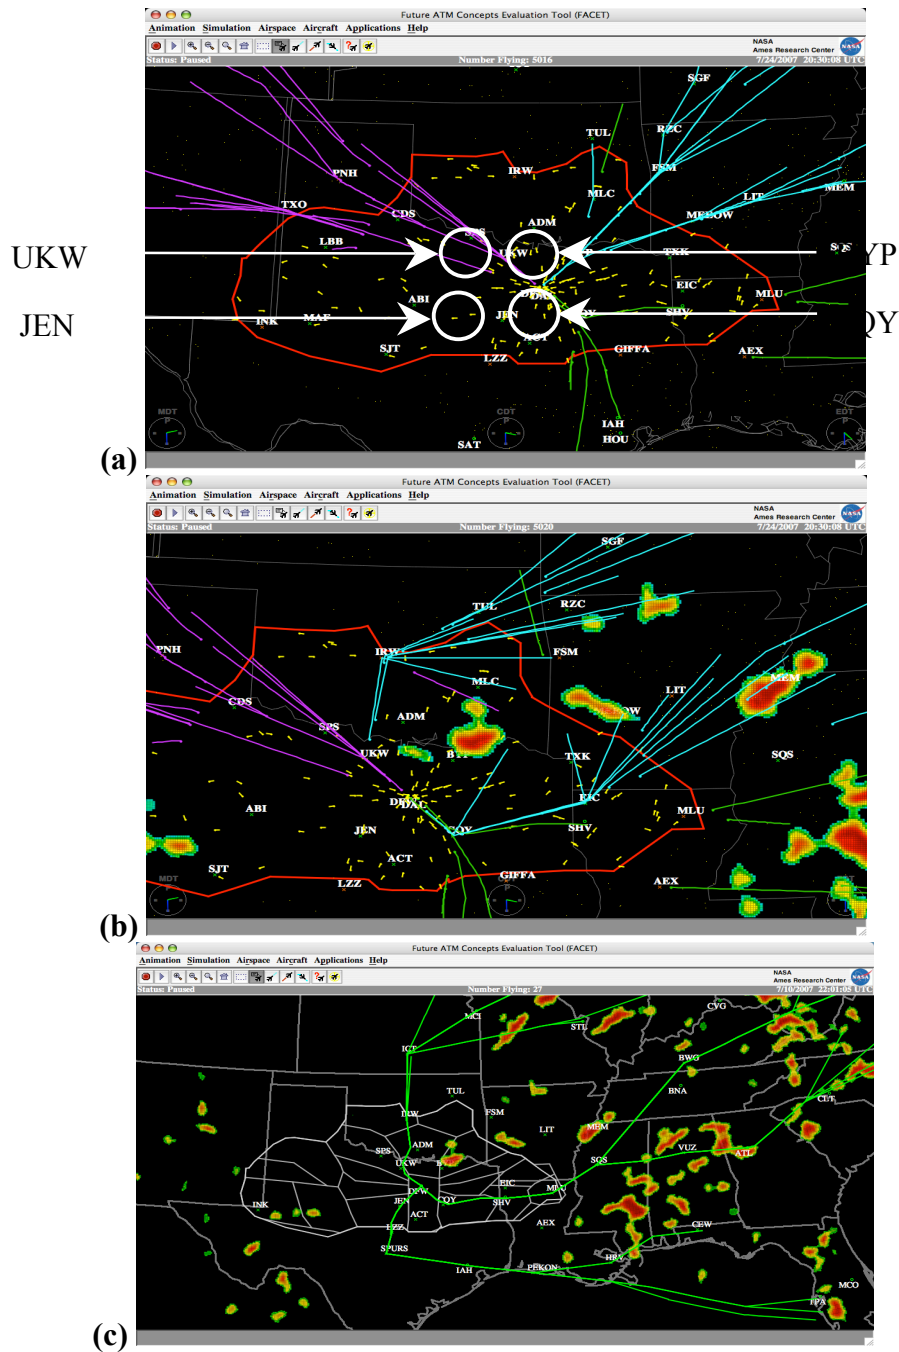 Future ATM Concepts Evaluation Tool (FACET)
Animation Simulation Airspace Aircraft Applications Help
NASA
Ames Research Center NASA
Status: Paused Number Flying: 5016 7/24/2007 20:30:08 UTC
SGF
TUL RZC
PNH IRW FSM
MEM
TXO MLC LIT
CDS ADM MEEOW
SPS
UKW LBB UKW TXK YP
EIC MLU
ABI
JEN INK MAF JEN SHV QY
ACT
SJT LZZ GIFFA AEX
MDT CDT EDT
P P P
IAH
SAT HOU
(a)
Future ATM Concepts Evaluation Tool (FACET)
Animation Simulation Airspace Aircraft Applications Help
NASA
Ames Research Center NASA
Status: Paused Number Flying: 5020 7/24/2007 20:30:08 UTC
SGF
TUL RZC
PNH IRW FSM
MLC MEM
CDS LIT
ADM OW
SPS
UKW TXK SQS
DAL EIC
ABI MLU
JEN CQY SHV
ACT
SJT GIFFA
MDT LZZ AEX
P P
(b)
Future ATM Concepts Evaluation Tool (FACET)
Animation Simulation Airspace Aircraft Applications Help
NASA
Ames Research Center NASA
Status: Paused Number Flying: 27 7/10/2007 22:01:05 UTC
MCI CVG
STL
ICT BWG
TUL BNA CLT
IRW FSM
LIT MEM
ADM
SPS VUZ ATL
UKW SGS
DFW EIC MLU
INK JEN CQY SHV
ACT
LZZ AEX CEW
SPURS
IAH PEKON HRV
MCO
TPA
(c)